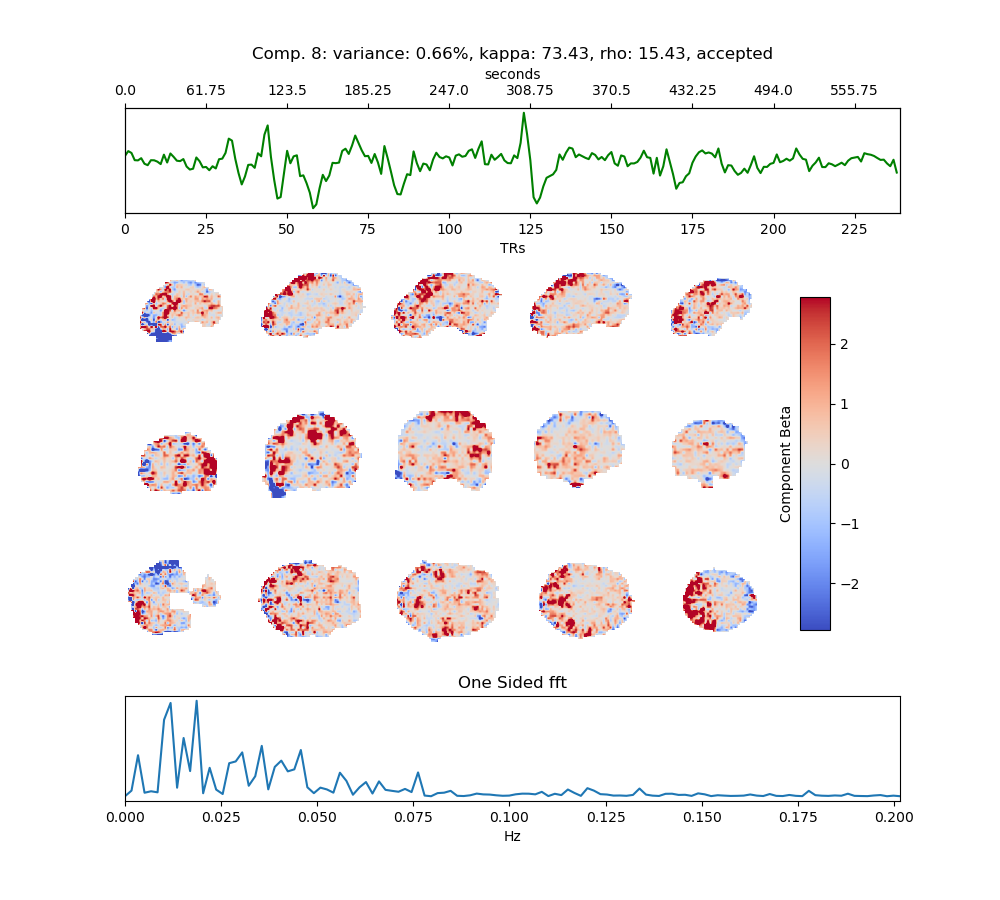 Comp. 8: variance: 0.66%, kappa: 73.43, rho: 15.43, accepted
seconds
0.0 61.75 123.5 185.25 247.0 308.75 370.5 432.25 494.0 555.75
0 25 50 75 100 125 150 175 200 225
TRs
2
1
0
−1
−2
Component Beta
One Sided fft
0.000 0.025 0.050 0.075 0.100 0.125 0.150 0.175 0.200
Hz